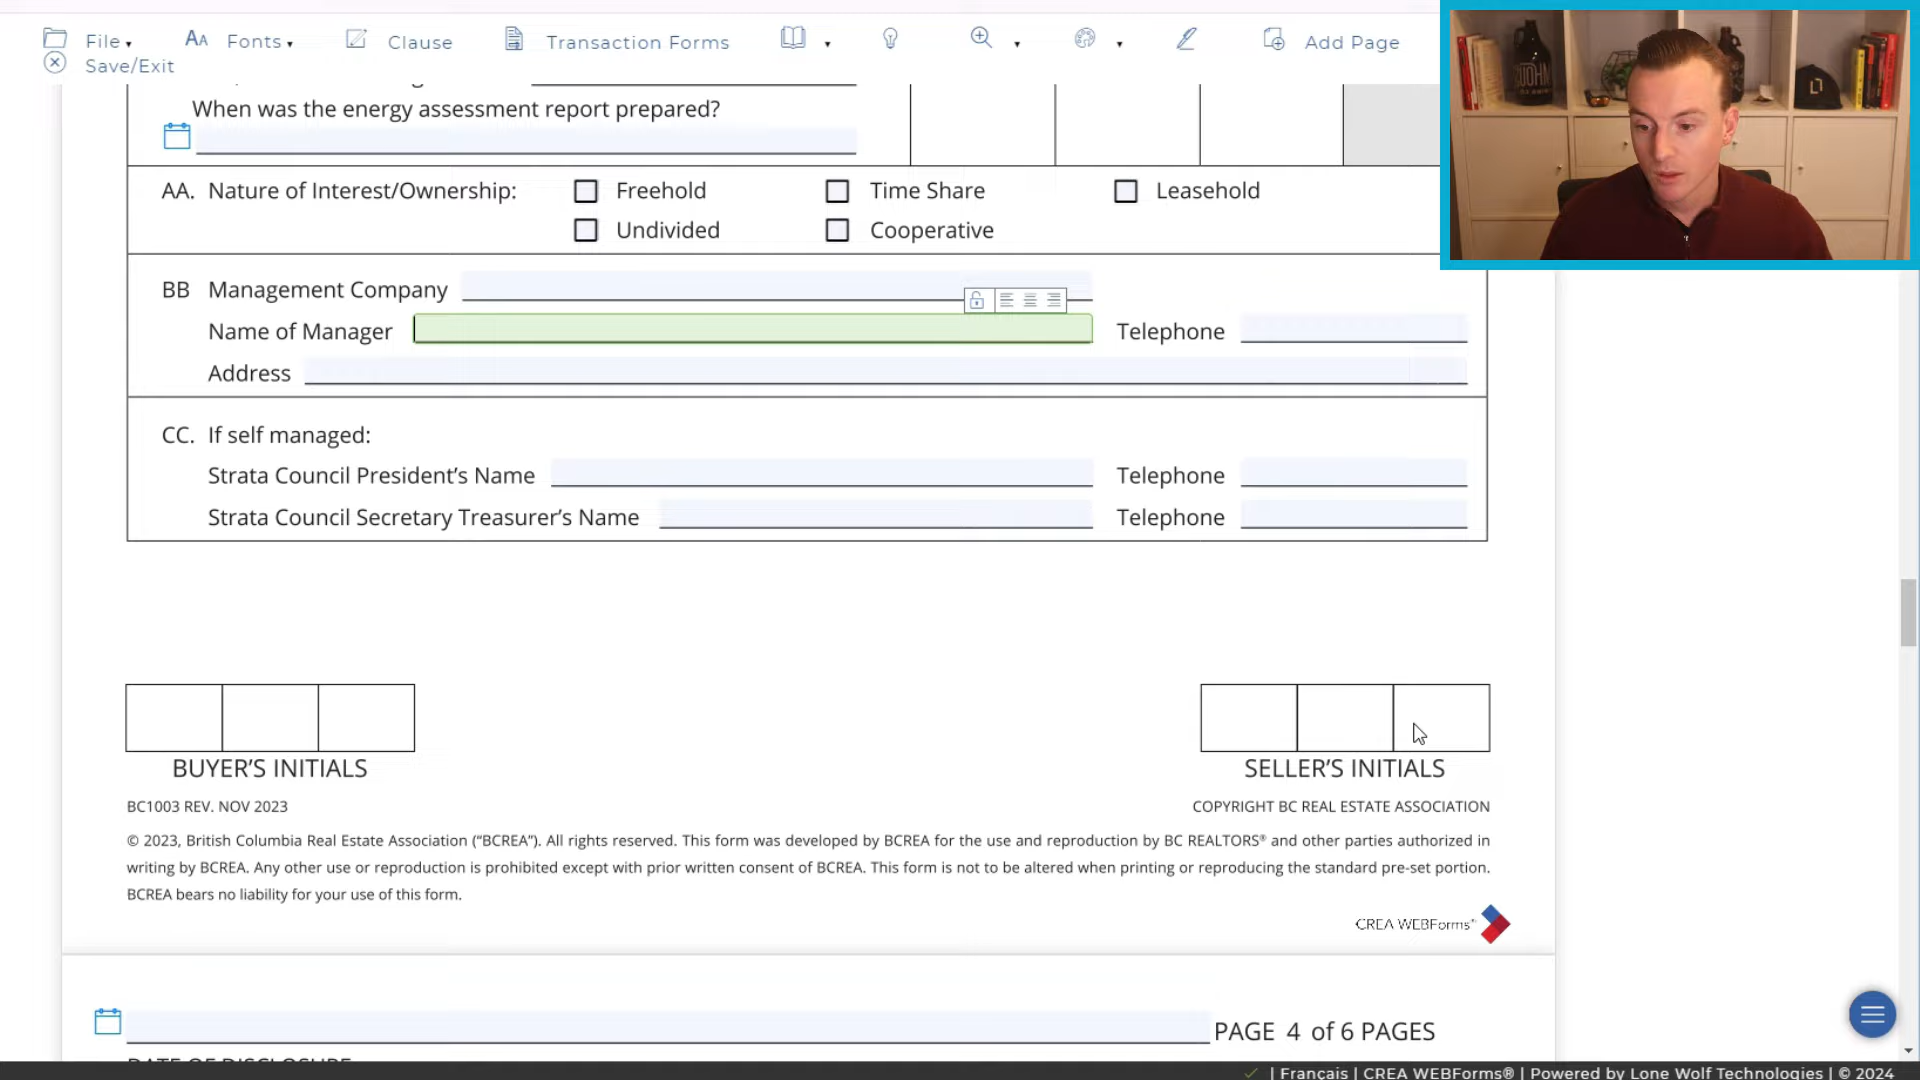 File
Fonts
Clause
Transaction Forms
Add Page
Save/Exit
When was the energy assessment report prepared?
AA. Nature of Interest/Ownership: Freehold Time Share Leasehold
Undivided Cooperative
BB Management Company
Name of Manager Telephone
Address
CC. If self managed:
Strata Council President's Name Telephone
Strata Council Secretary Treasurer's Name Telephone
BUYER'S INITIALS SELLER'S INITIALS
BC1003 REV. NOV 2023 COPYRIGHT BC REAL ESTATE ASSOCIATION
© 2023, British Columbia Real Estate Association ("BCREA"). All rights reserved. This form was developed by BCREA for the use and reproduction by BC REALTORS® and other parties authorized in
writing by BCREA. Any other use or reproduction is prohibited except with prior written consent of BCREA. This form is not to be altered when printing or reproducing the standard pre-set portion.
BCREA bears no liability for your use of this form.
CREA WEBForms®
PAGE 4 of 6 PAGES
DATE OF DISCLOSURE
| Français | CREA WEBForms® | Powered by Lone Wolf Technologies | © 2024